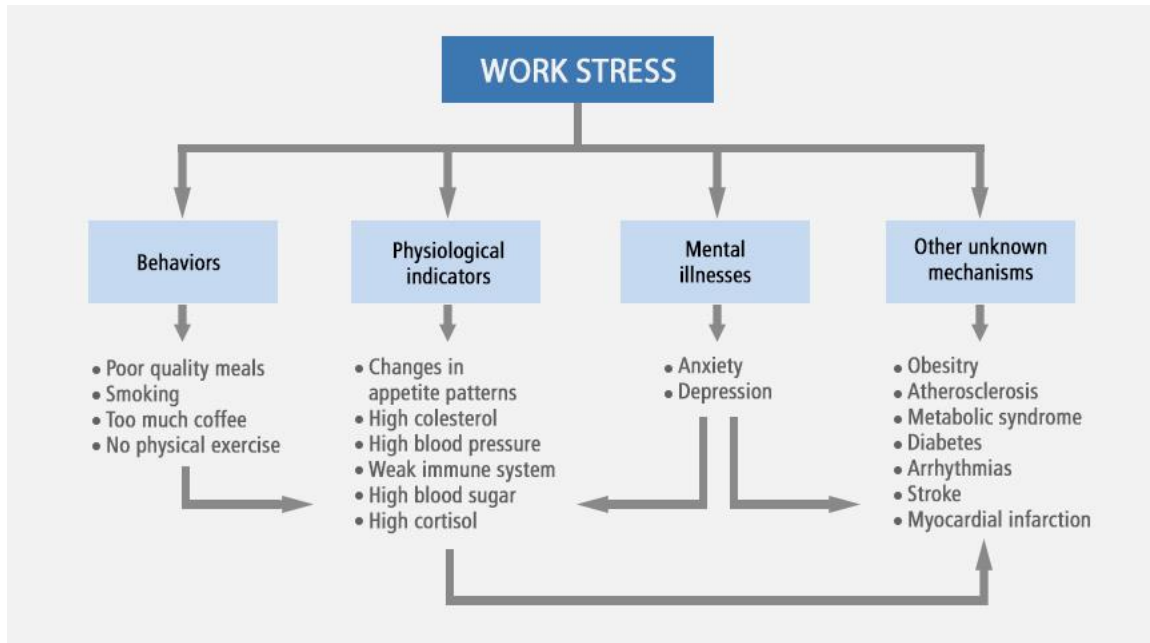 WORK STRESS
Behaviors
Physiological
indicators
Mental
illnesses
Other unknown
mechanisms
• Poor quality meals
• Smoking
• Too much coffee
• No physical exercise
• Changes in
appetite patterns
• High colesterol
• High blood pressure
• Weak immune system
• High blood sugar
• High cortisol
• Anxiety
• Depression
• Obesitry
• Atherosclerosis
• Metabolic syndrome
• Diabetes
• Arrhythmias
• Stroke
• Myocardial infarction